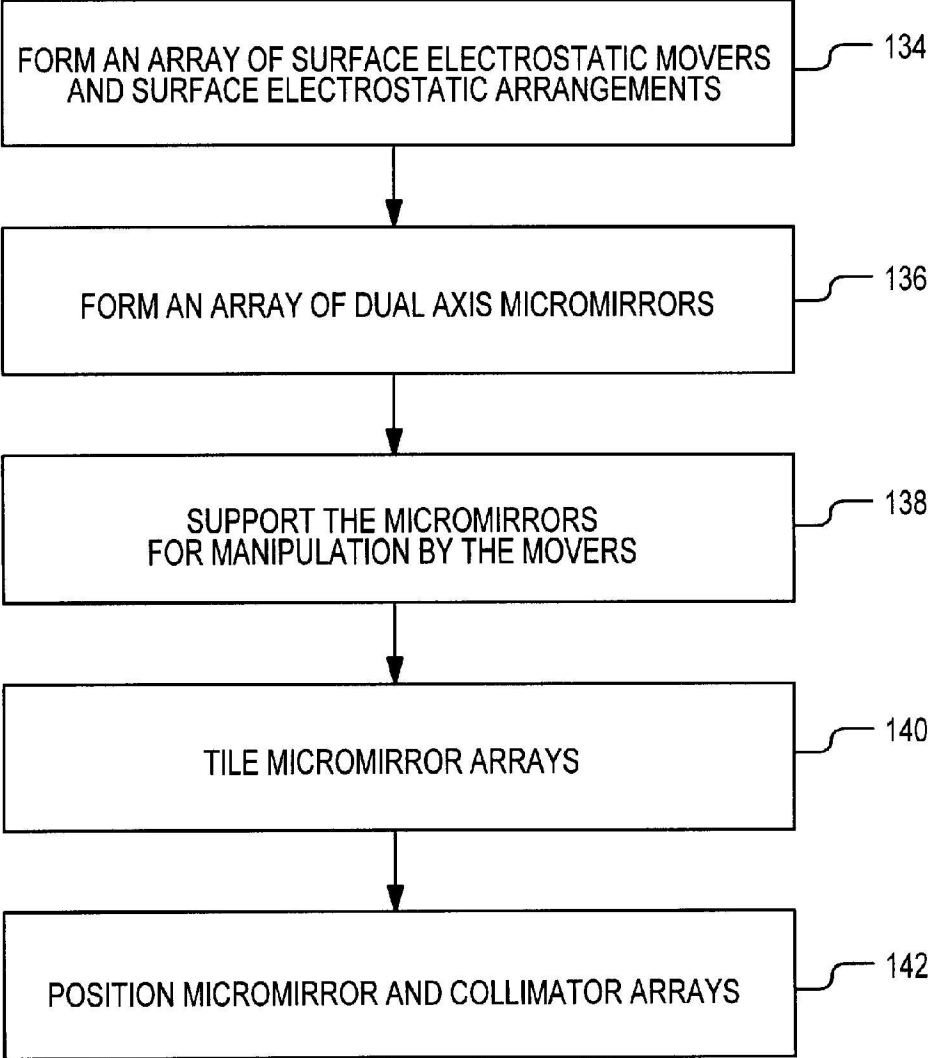 FORM AN ARRAY OF SURFACE ELECTROSTATIC MOVERS
AND SURFACE ELECTROSTATIC ARRANGEMENTS
134
FORM AN ARRAY OF DUAL AXIS MICROMIRRORS
136
SUPPORT THE MICROMIRRORS
FOR MANIPULATION BY THE MOVERS
138
TILE MICROMIRROR ARRAYS
140
POSITION MICROMIRROR AND COLLIMATOR ARRAYS
142